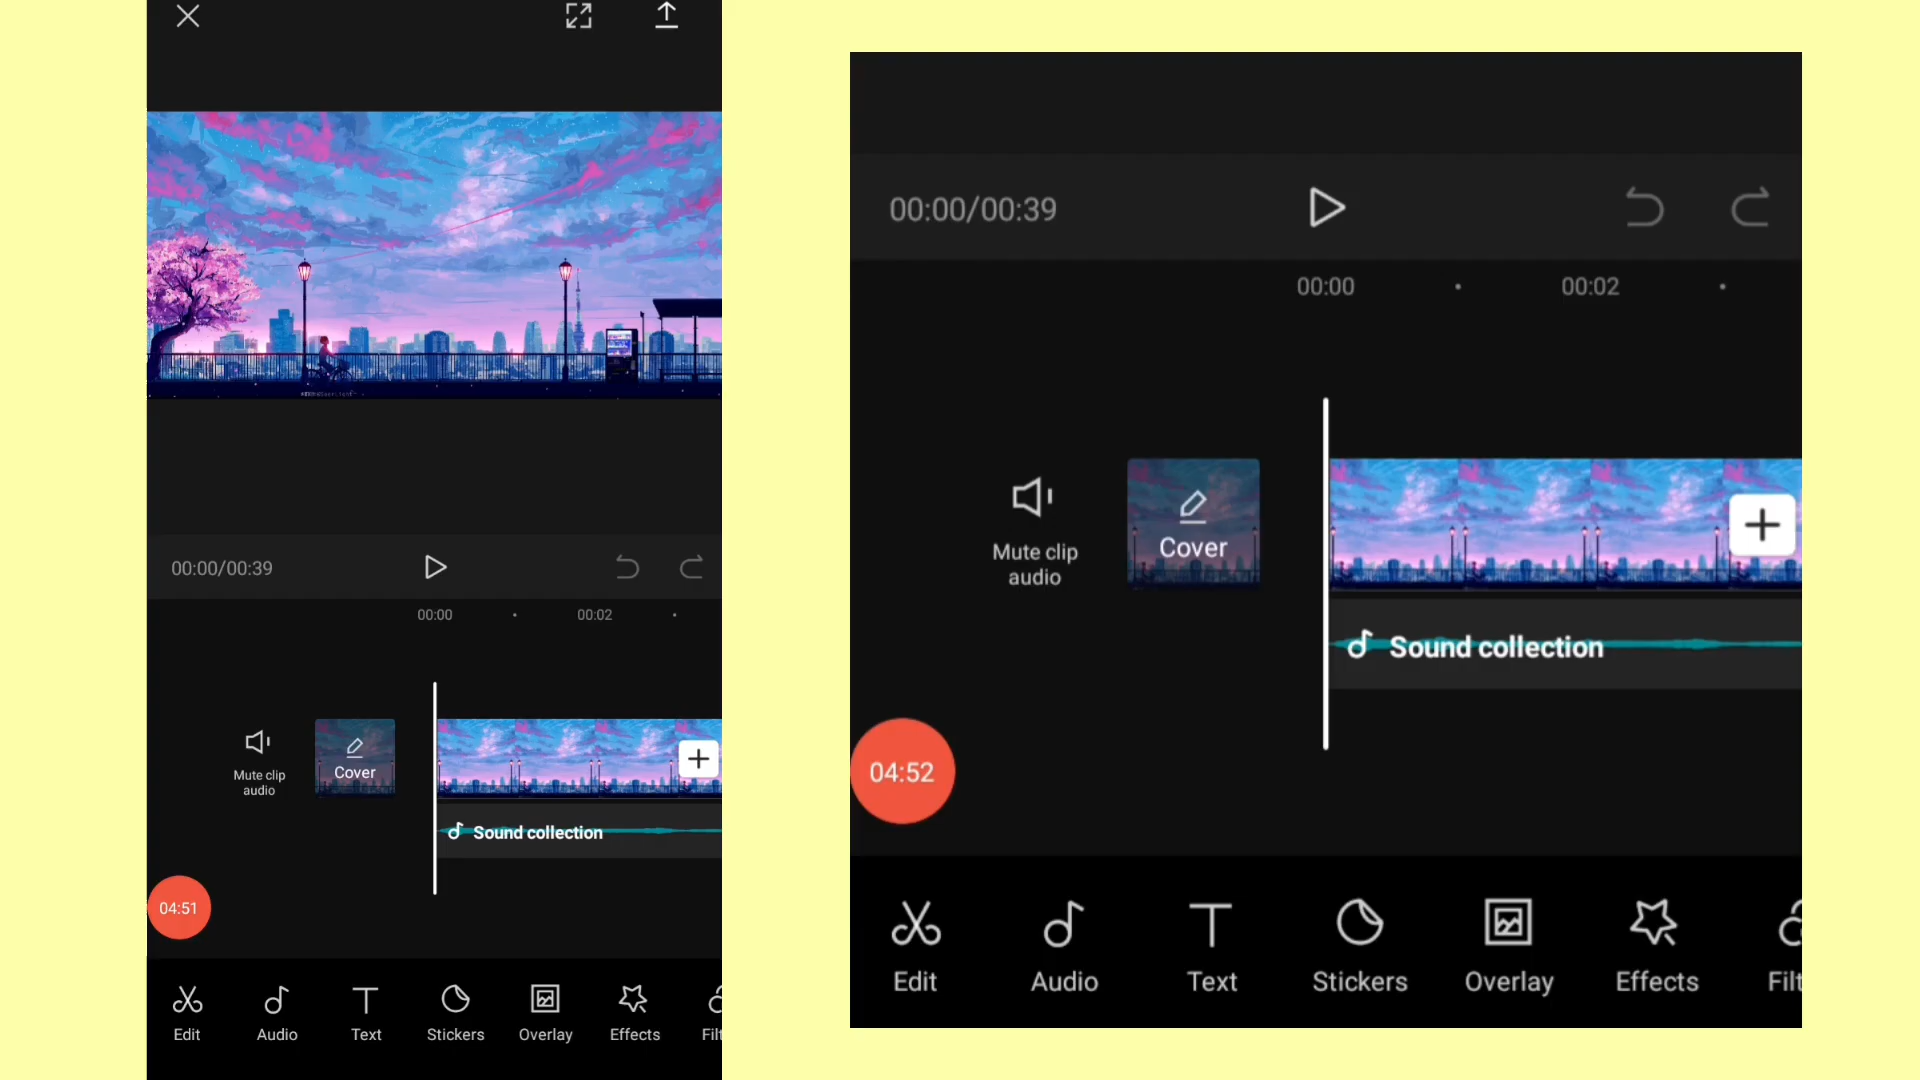 00:00/00:39
00:00
00:02
Mute clip
audio
Cover
Sound collection
04:51
Edit
Audio
Text
Stickers
Overlay
Effects
Filt
00:00/00:39
00:00
00:02
Mute clip
audio
Cover
Sound collection
04:52
Edit
Audio
Text
Stickers
Overlay
Effects
Filt